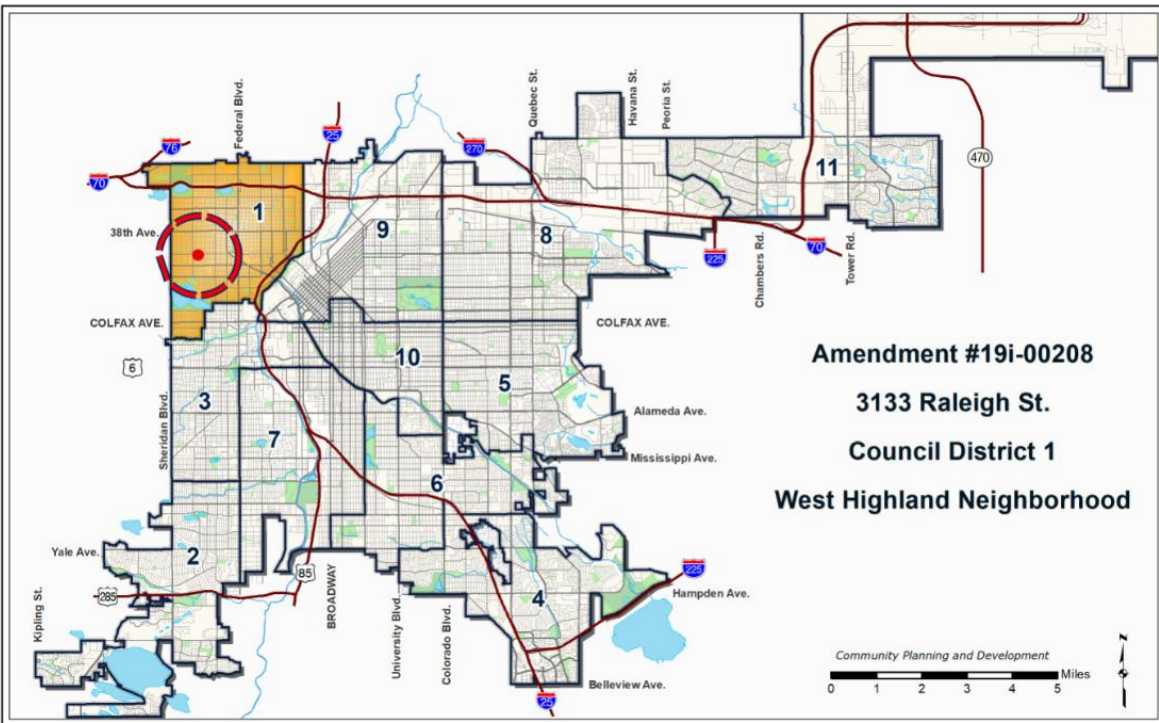 Federal Blvd.
25
Quebec St.
Havana St.
Peoria St.
76
270
70
1
11
470
9
8
38th Ave.
225
70
Chambers Rd.
Tower Rd.
COLFAX AVE.
COLFAX AVE.
6
10
Amendment #19i-00208
3133 Raleigh St.
Council District 1
West Highland Neighborhood
5
3
Alameda Ave.
Sheridan Blvd.
7
Mississippi Ave.
6
Yale Ave.
2
85
225
285
BROADWAY
Hampden Ave.
4
Kipling St.
University Blvd.
Colorado Blvd.
Belleview Ave.
25
Community Planning and Development
0 1 2 3 4 5 Miles
N